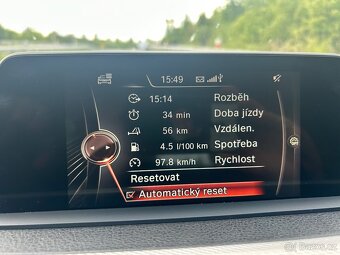 15:49
15:14 Rozběh
34 min Doba jízdy
56 km Vzdálen.
4.5 l/100 km Spotřeba
97.8 km/h Rychlost
Resetovat
Automatický reset